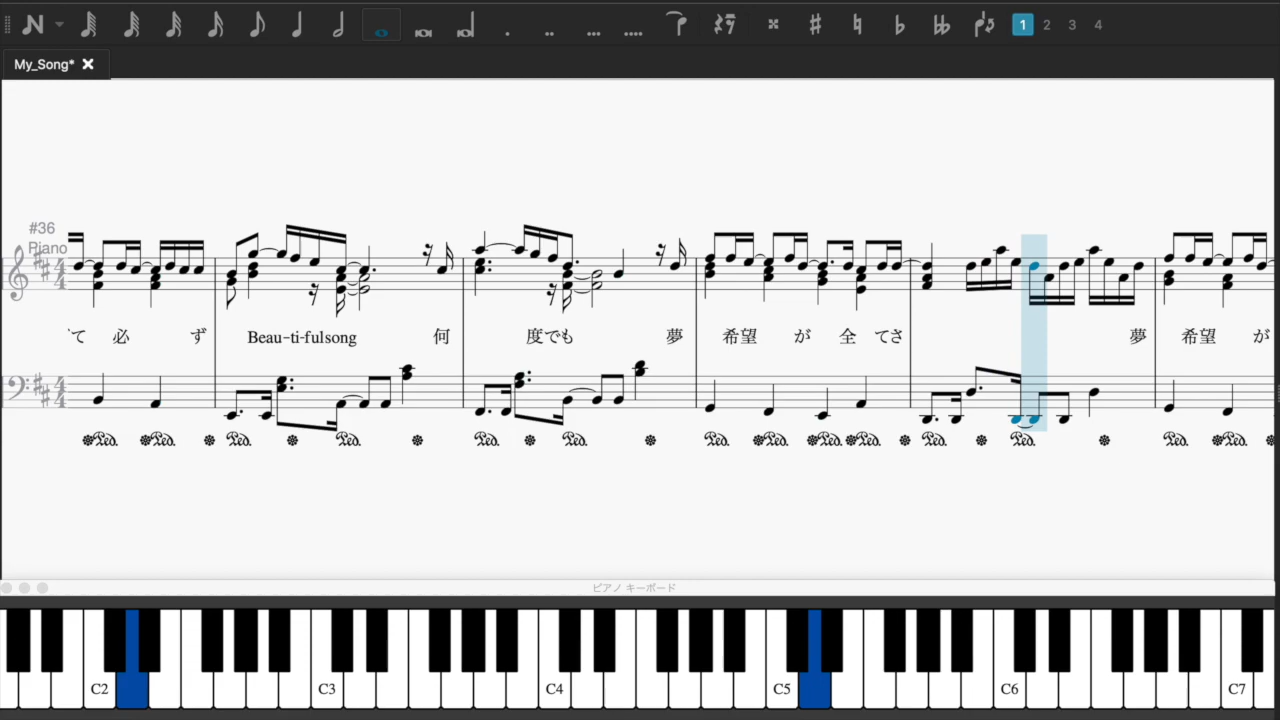 1 2 3 4
My_Song*
#36
Piano
て 必 ず Beau-ti-fulsong 何 度でも 夢 希望 が 全 てさ 夢 希望 が
ピアノ キーボード
C2 C3 C4 C5 C6 C7